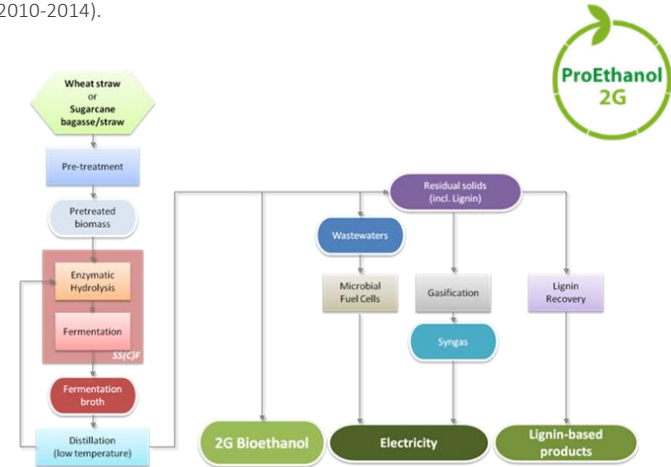 2010-2014).
ProEthanol
2G
Wheat straw
or
Sugarcane
bagasse/straw
Pre-treatment
Pretreated
biomass
Enzymatic
Hydrolysis
Fermentation
SS(C)F
Fermentation
broth
Distillation
(low temperature)
Residual solids
(incl. Lignin)
Wastewaters
Microbial
Fuel Cells
Gasification
Lignin
Recovery
Syngas
2G Bioethanol
Electricity
Lignin-based
products